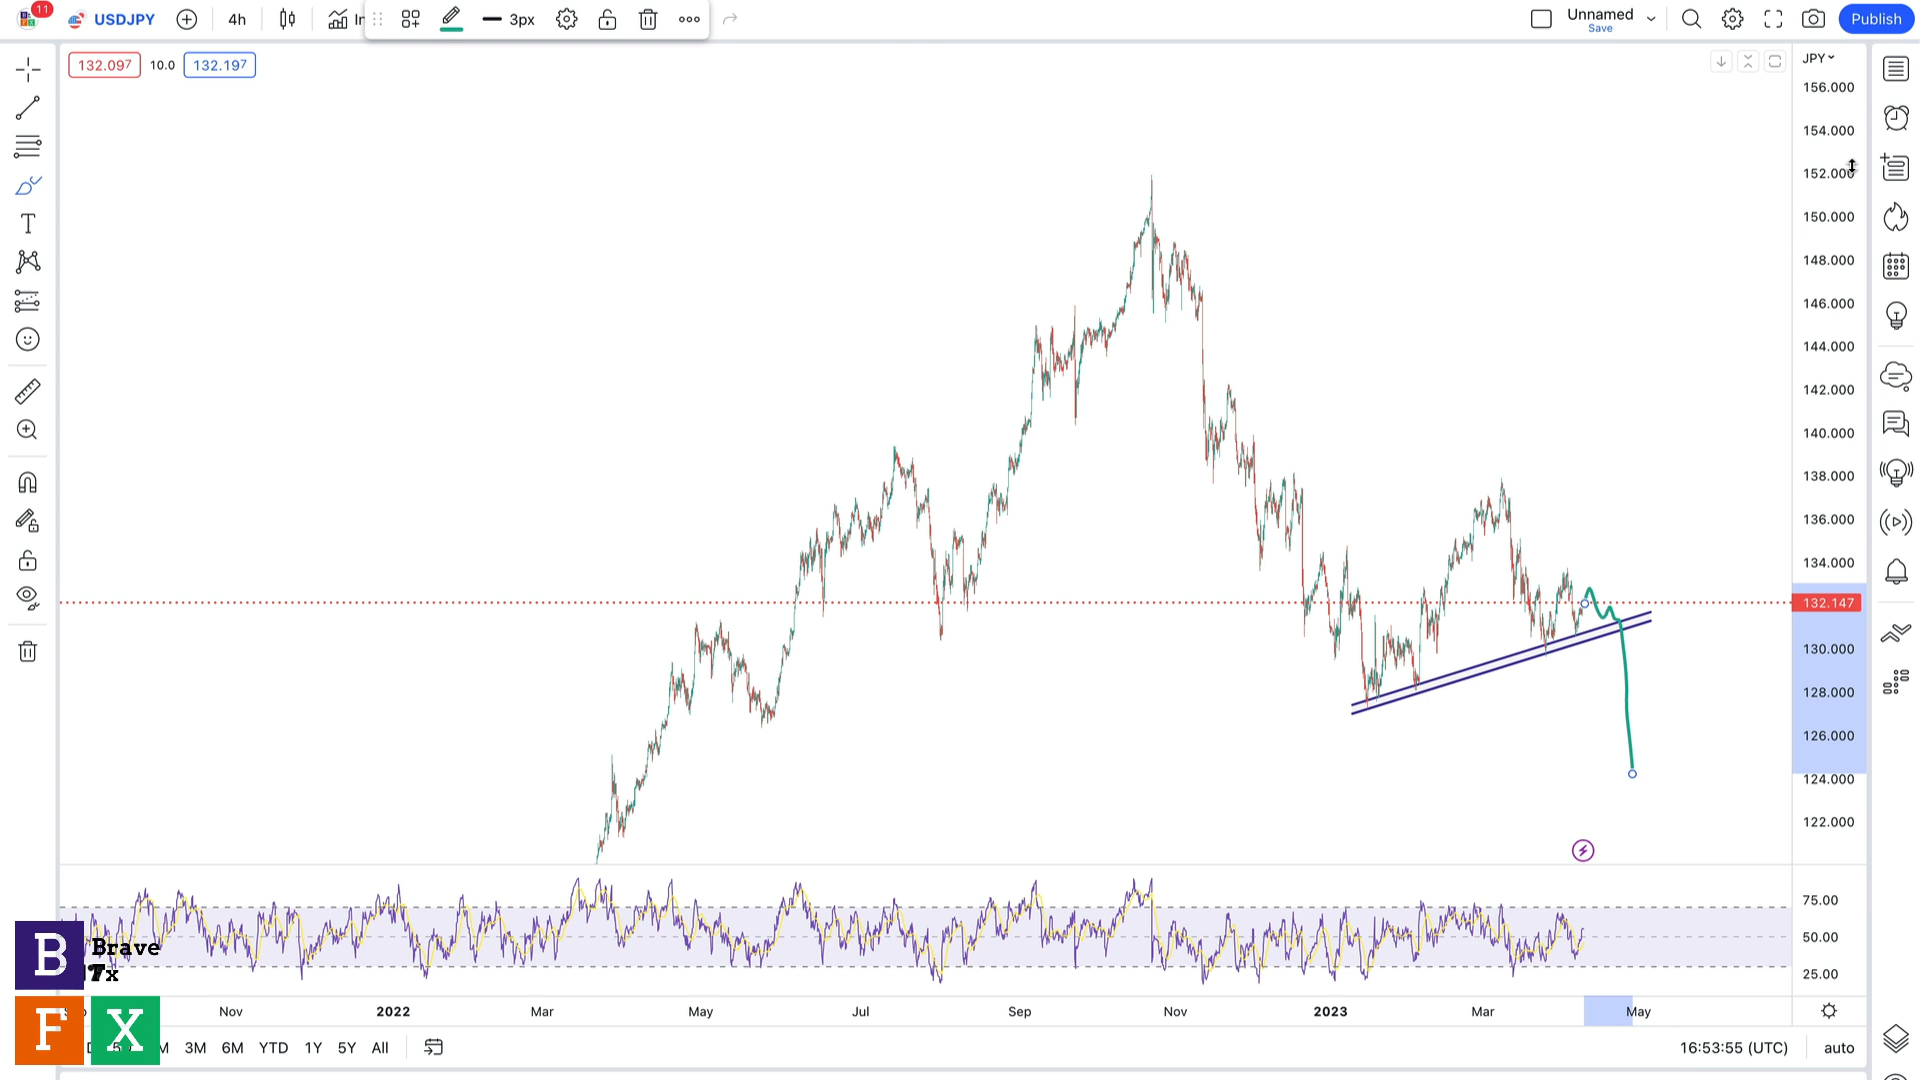 11
USDJPY
4h
In
3px
Unnamed
Save
Publish
132.097
10.0
132.197
JPY
156.000
154.000
152.000
150.000
148.000
146.000
144.000
142.000
140.000
138.000
136.000
134.000
132.147
130.000
128.000
126.000
124.000
122.000
75.00
50.00
25.00
Nov
2022
Mar
May
Jul
Sep
Nov
2023
Mar
May
3M
6M
YTD
1Y
5Y
All
16:53:55 (UTC)
auto
B
Brave
Fx
F
X